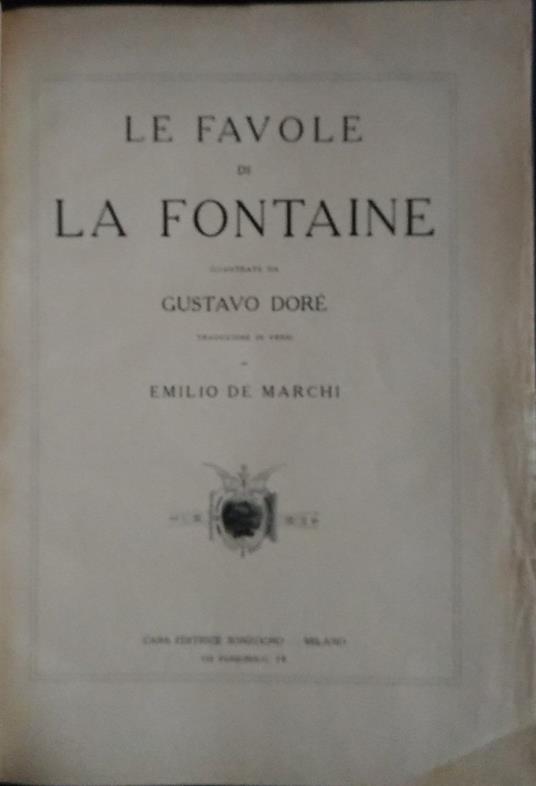 LE FAVOLE
DI
LA FONTAINE
ILLUSTRATE DA
GUSTAVO DORÉ
TRADUZIONE IN VERSI
EMILIO DE MARCHI
CASA EDITRICE SONZOGNO - MILANO